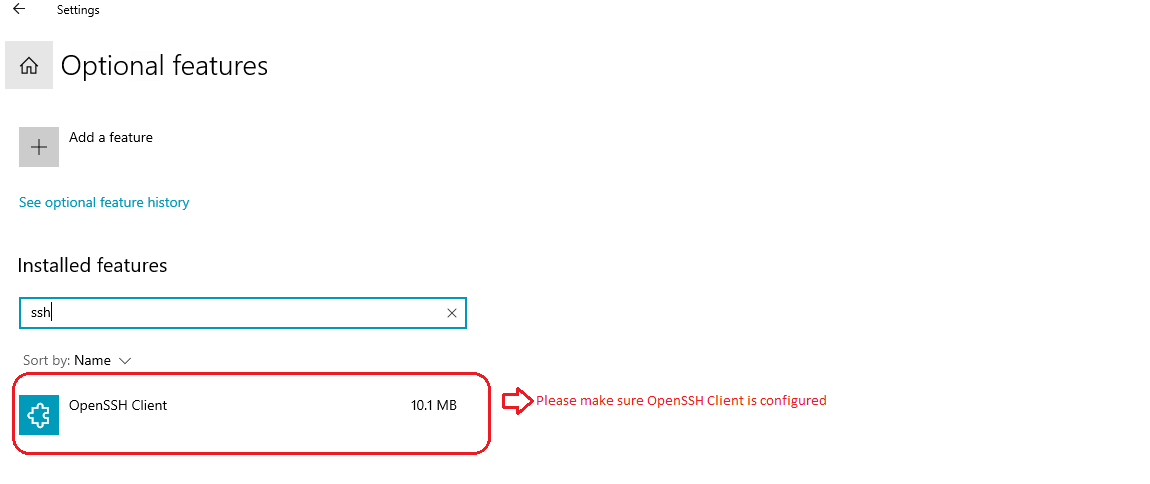 Settings
Optional features
Add a feature
See optional feature history
Installed features
ssh
Sort by: Name
OpenSSH Client 10.1 MB
Please make sure OpenSSH Client is configured